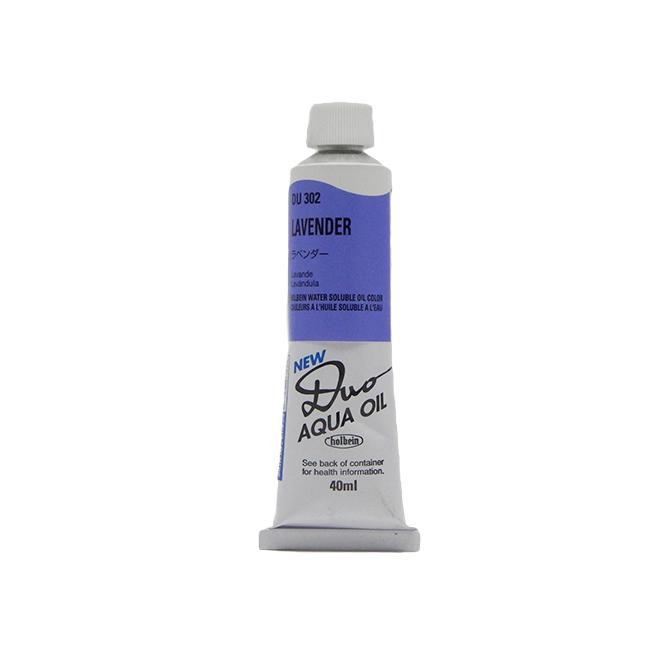 DU 302
LAVENDER
ラベンダー
Lavande
Lavándula
HOLBEIN WATER SOLUBLE OIL COLOR
COULEURS A L'HUILE SOLUBLE A L'EAU
NEW
Duo
AQUA OIL
holbein
See back of container
for health information.
40ml